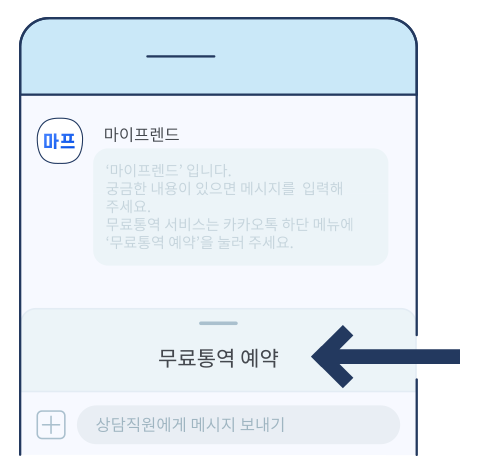 마프
마이프렌드
‘마이프렌드’ 입니다.
궁금한 내용이 있으면 메시지를 입력해
주세요.
무료통역 서비스는 카카오톡 하단 메뉴에
‘무료통역 예약’을 눌러 주세요.
무료통역 예약
상담직원에게 메시지 보내기